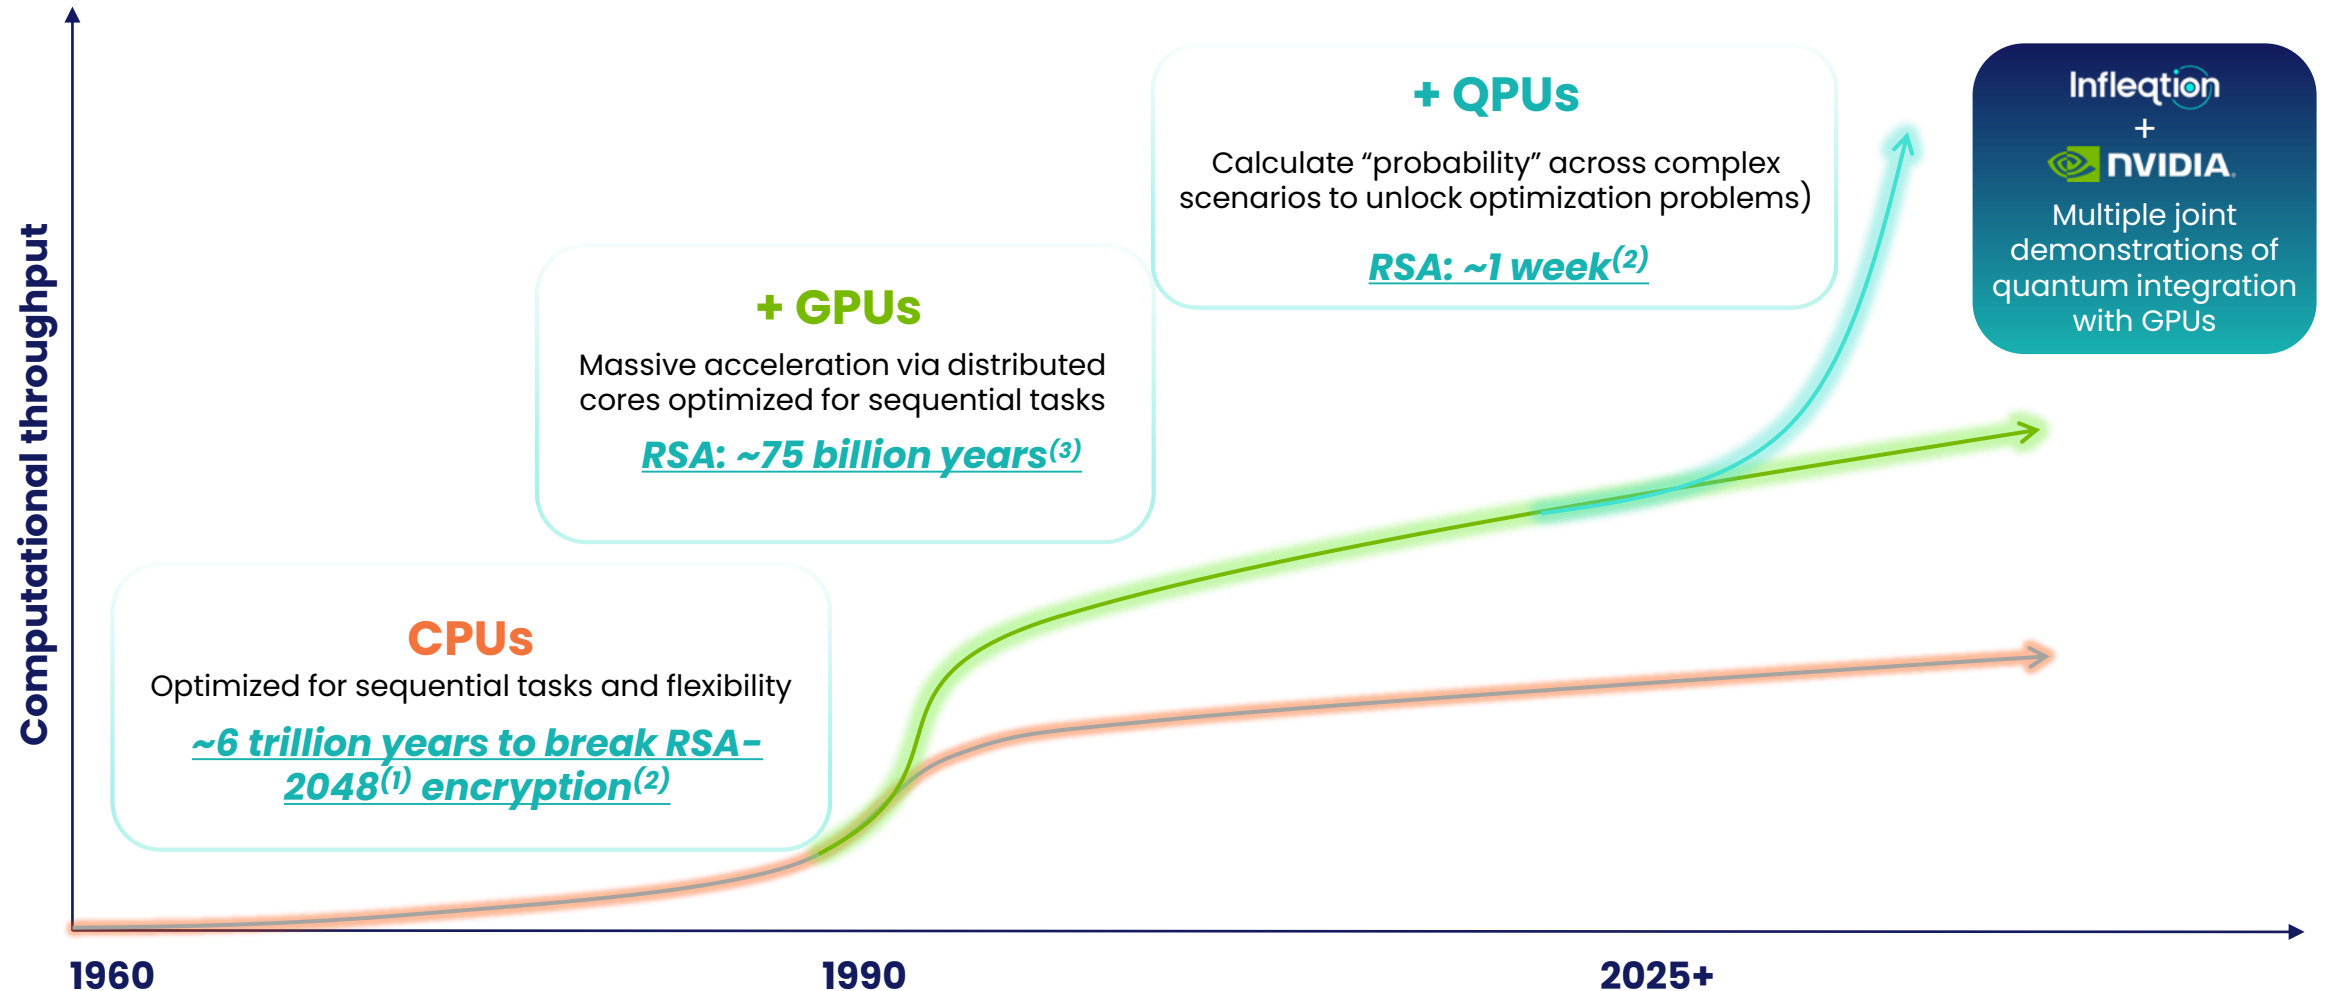 Computational throughput
+ QPUs
Calculate “probability” across complex
scenarios to unlock optimization problems)
RSA: ~1 week(2)
Infleqtion
+
NVIDIA.
Multiple joint
demonstrations of
quantum integration
with GPUs
+ GPUs
Massive acceleration via distributed
cores optimized for sequential tasks
RSA: ~75 billion years(3)
CPUs
Optimized for sequential tasks and flexibility
~6 trillion years to break RSA-
2048(1) encryption(2)
1960
1990
2025+